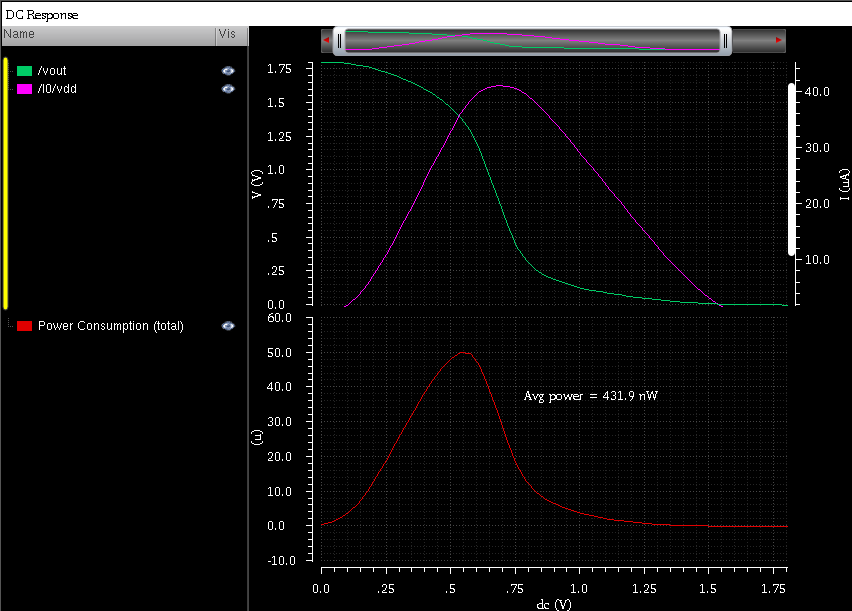 DC Response
Name Vis
/vout
/I0/vdd
Power Consumption (total)
1.75
1.5
1.25
1.0
.75
.5
.25
0.0
V (V)
40.0
30.0
20.0
10.0
I (uA)
60.0
50.0
40.0
30.0
20.0
10.0
0.0
-10.0
(u)
Avg power = 431.9 nW
0.0 .25 .5 .75 1.0 1.25 1.5 1.75
dc (V)